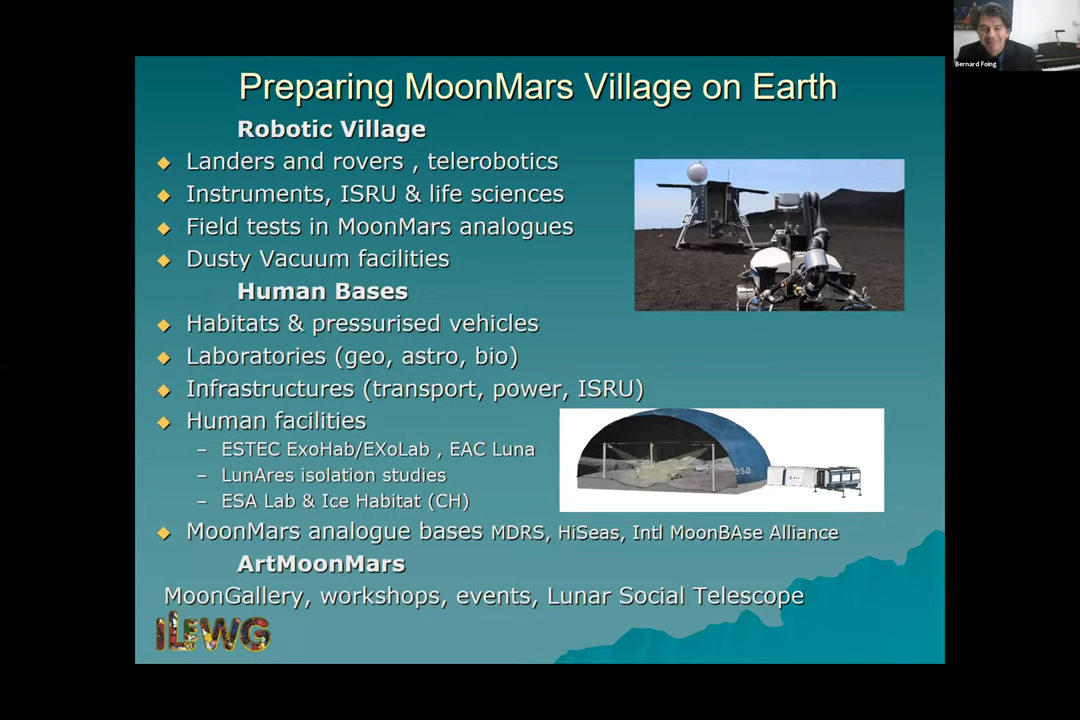 Preparing MoonMars Village on Earth
Robotic Village
Landers and rovers , telerobotics
Instruments, ISRU & life sciences
Field tests in MoonMars analogues
Dusty Vacuum facilities
Human Bases
Habitats & pressurised vehicles
Laboratories (geo, astro, bio)
Infrastructures (transport, power, ISRU)
Human facilities
– ESTEC ExoHab/EXoLab , EAC Luna
– LunAres isolation studies
– ESA Lab & Ice Habitat (CH)
MoonMars analogue bases MDRS, HiSeas, Intl MoonBAse Alliance
ArtMoonMars
MoonGallery, workshops, events, Lunar Social Telescope
ILEWG
esa
Bernard Foing